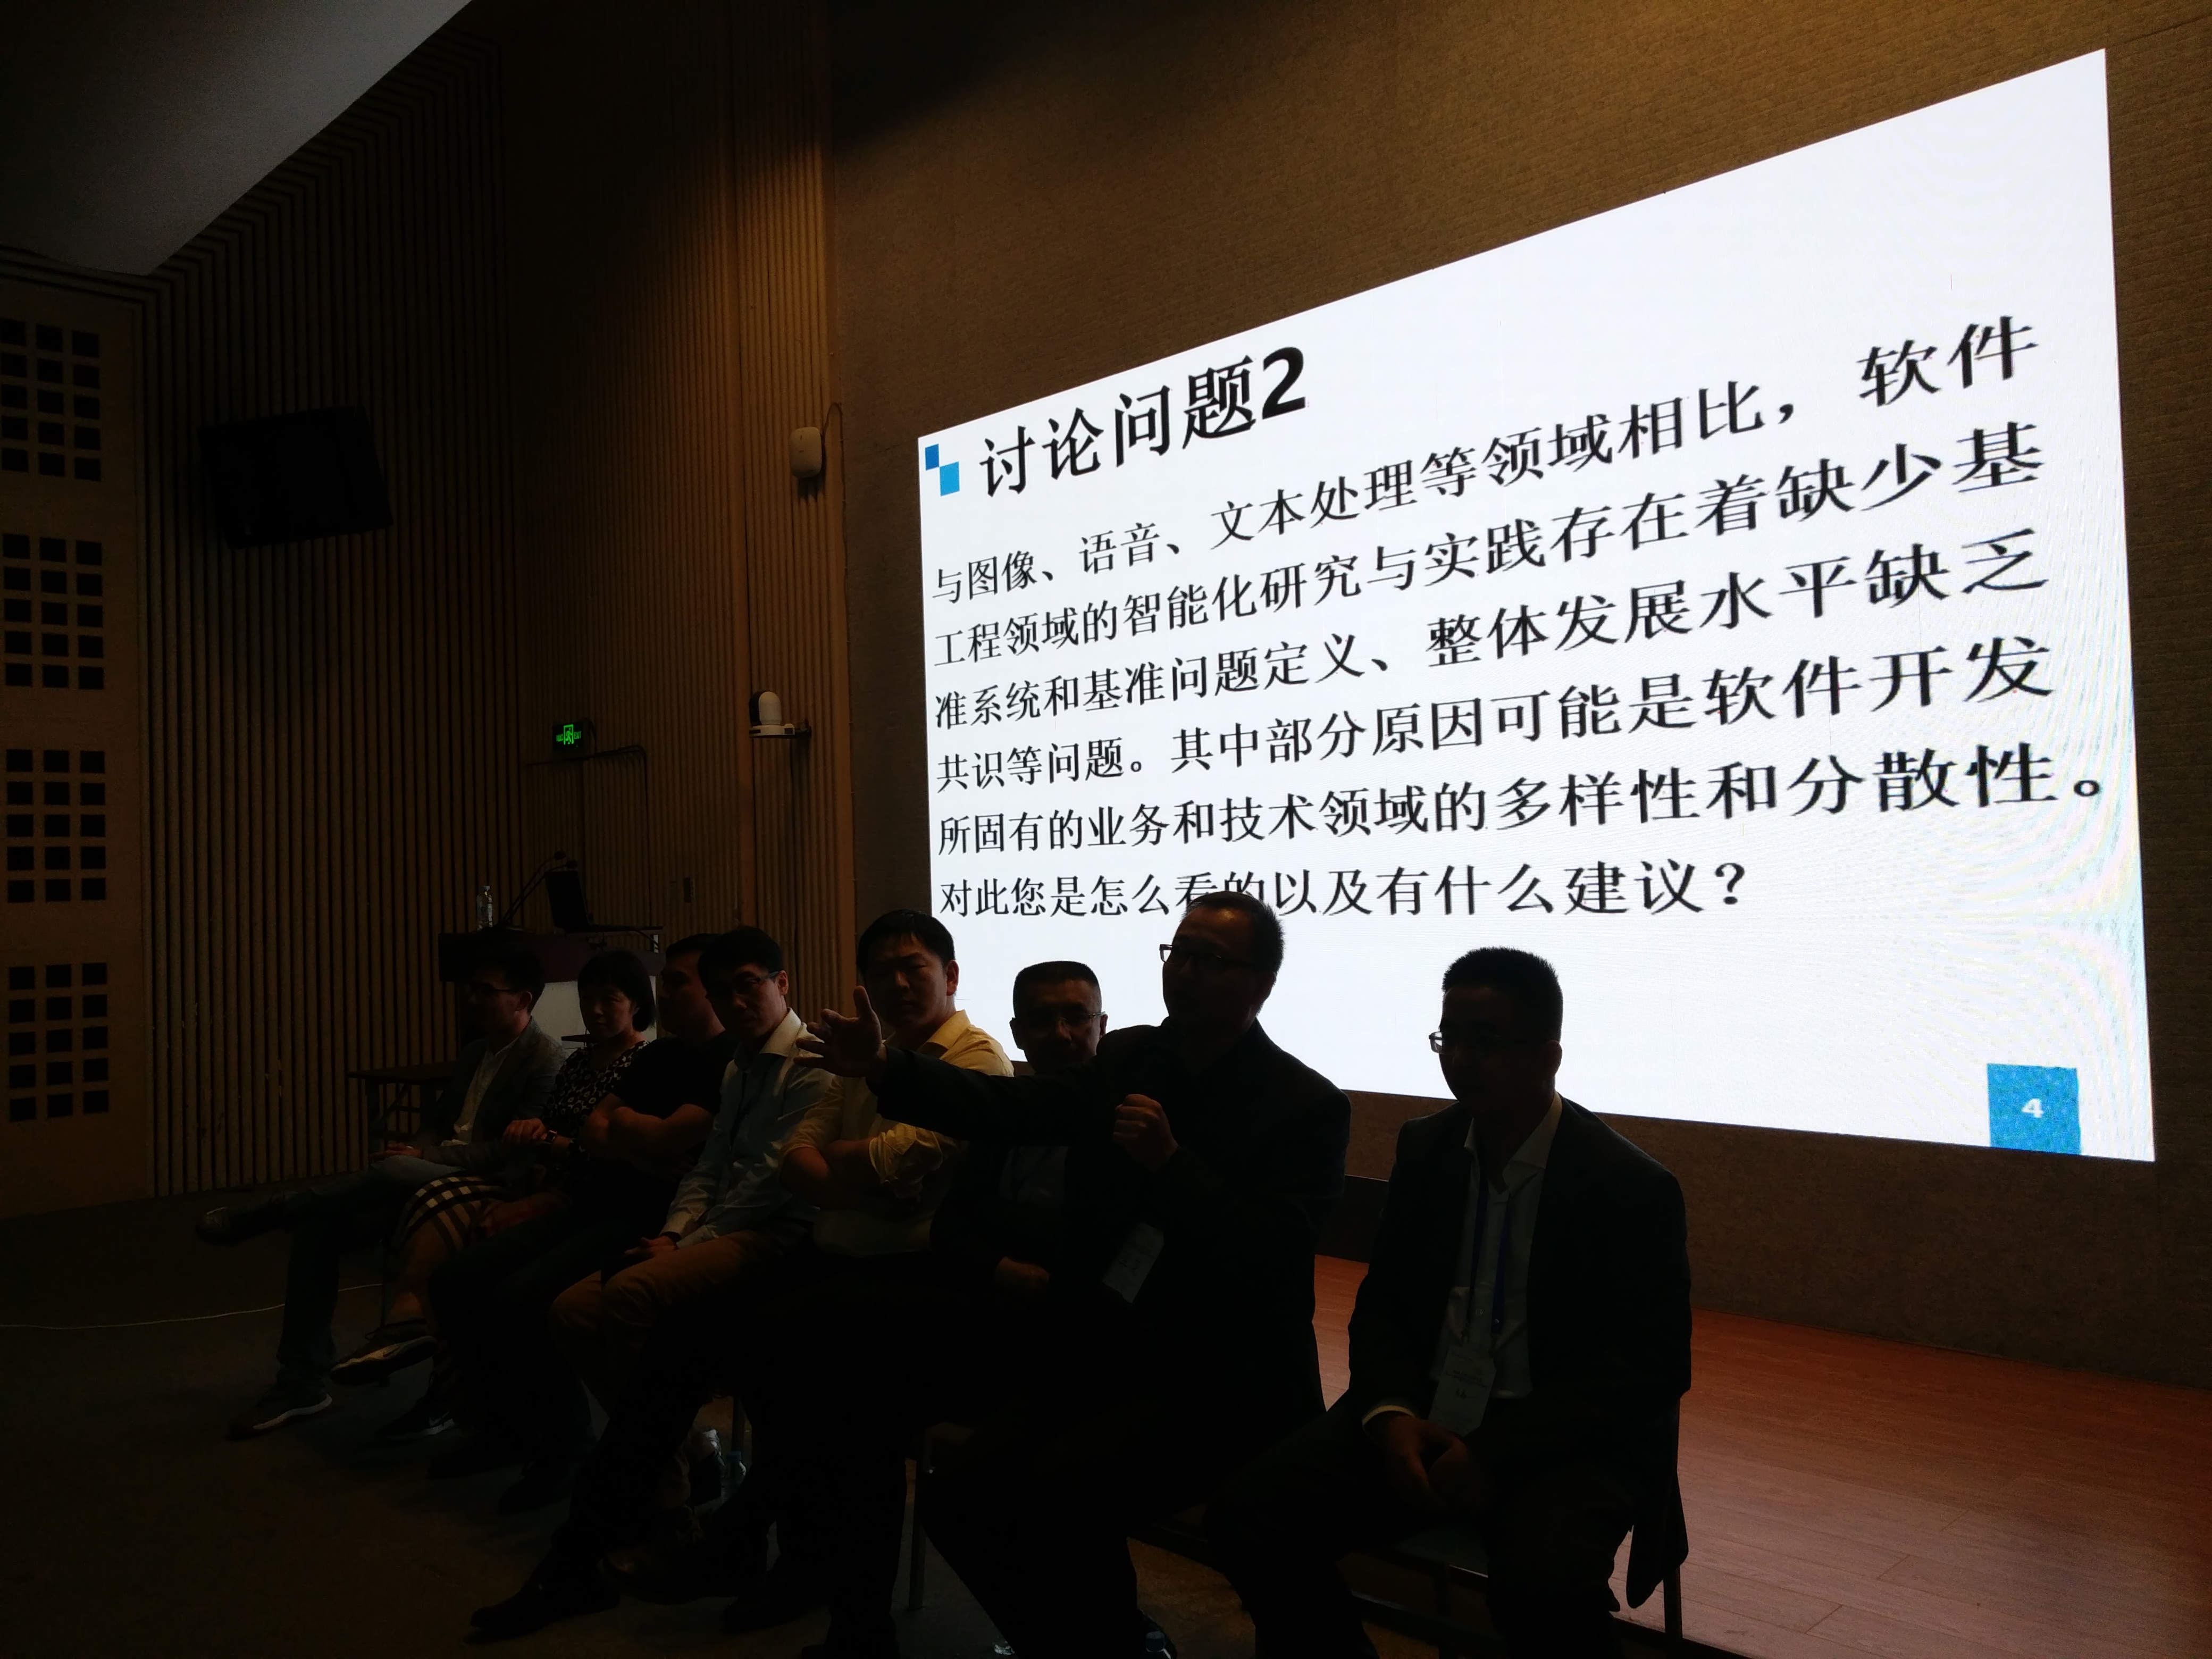 讨论问题2
与图像、语音、文本处理等领域相比，软件
工程领域的智能化研究与实践存在着缺少基
准系统和基准问题定义、整体发展水平缺乏
共识等问题。其中部分原因可能是软件开发
所固有的业务和技术领域的多样性和分散性。
对此您是怎么看的以及有什么建议？
4